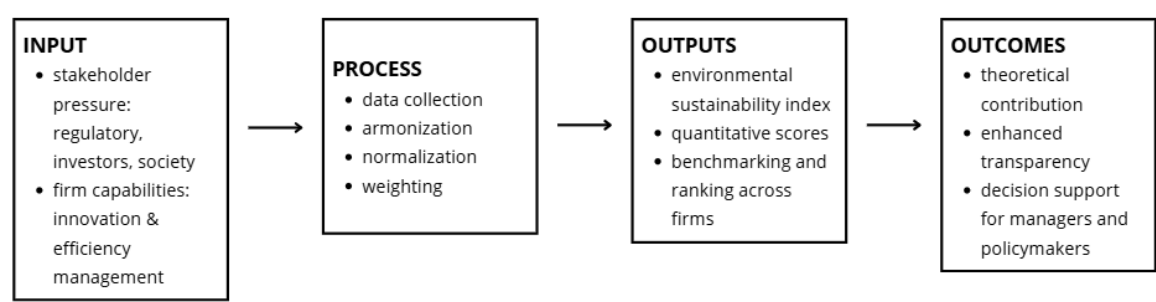 INPUT
• stakeholder
pressure:
regulatory,
investors, society
• firm capabilities:
innovation &
efficiency
management
PROCESS
• data collection
• armonization
• normalization
• weighting
OUTPUTS
• environmental
sustainability index
• quantitative scores
• benchmarking and
ranking across
firms
OUTCOMES
• theoretical
contribution
• enhanced
transparency
• decision support
for managers and
policymakers